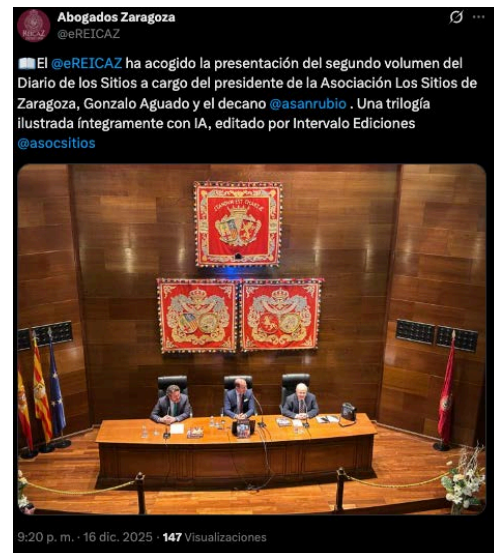 Abogados Zaragoza
@eREICAZ
REICAZ
📖El @eREICAZ ha acogido la presentación del segundo volumen del
Diario de los Sitios a cargo del presidente de la Asociación Los Sitios de
Zaragoza, Gonzalo Aguado y el decano @asanrubio . Una trilogía
ilustrada íntegramente con IA, editado por Intervalo Ediciones
@asocsitios
9:20 p. m. · 16 dic. 2025 · 147 Visualizaciones